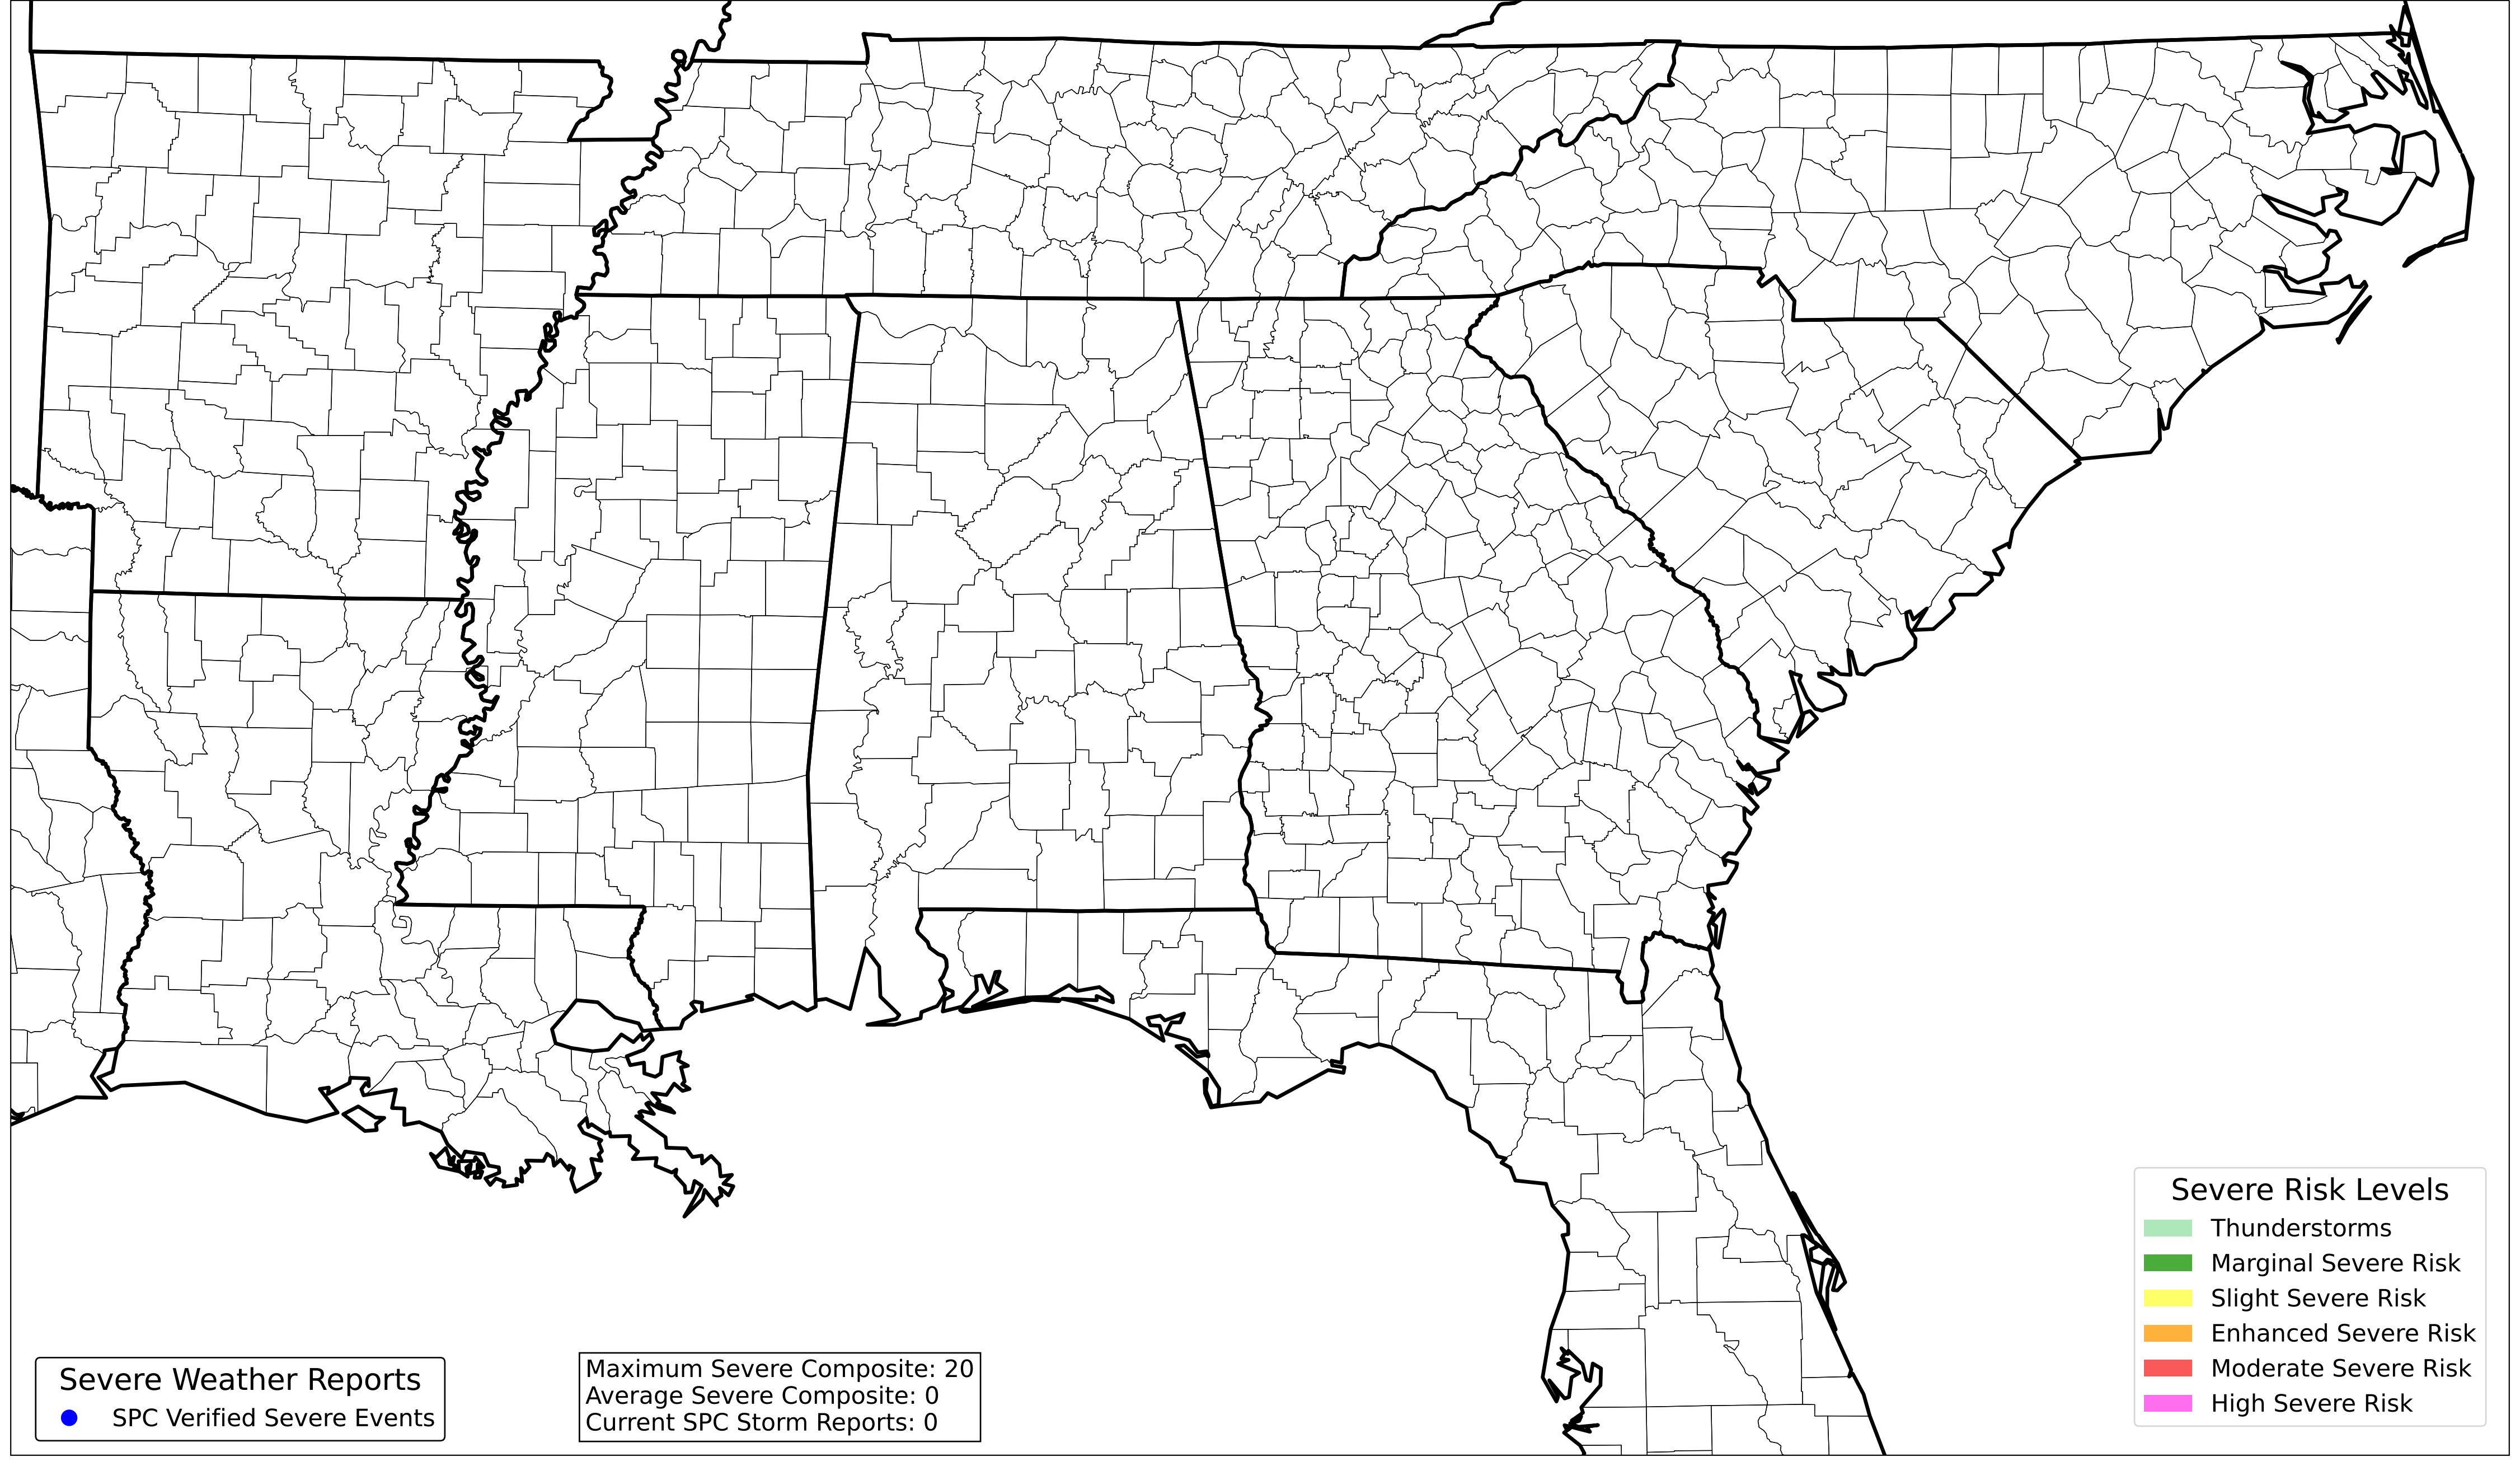 Severe Risk Levels
Thunderstorms
Marginal Severe Risk
Slight Severe Risk
Enhanced Severe Risk
Moderate Severe Risk
High Severe Risk
Severe Weather Reports
SPC Verified Severe Events
Maximum Severe Composite: 20
Average Severe Composite: 0
Current SPC Storm Reports: 0